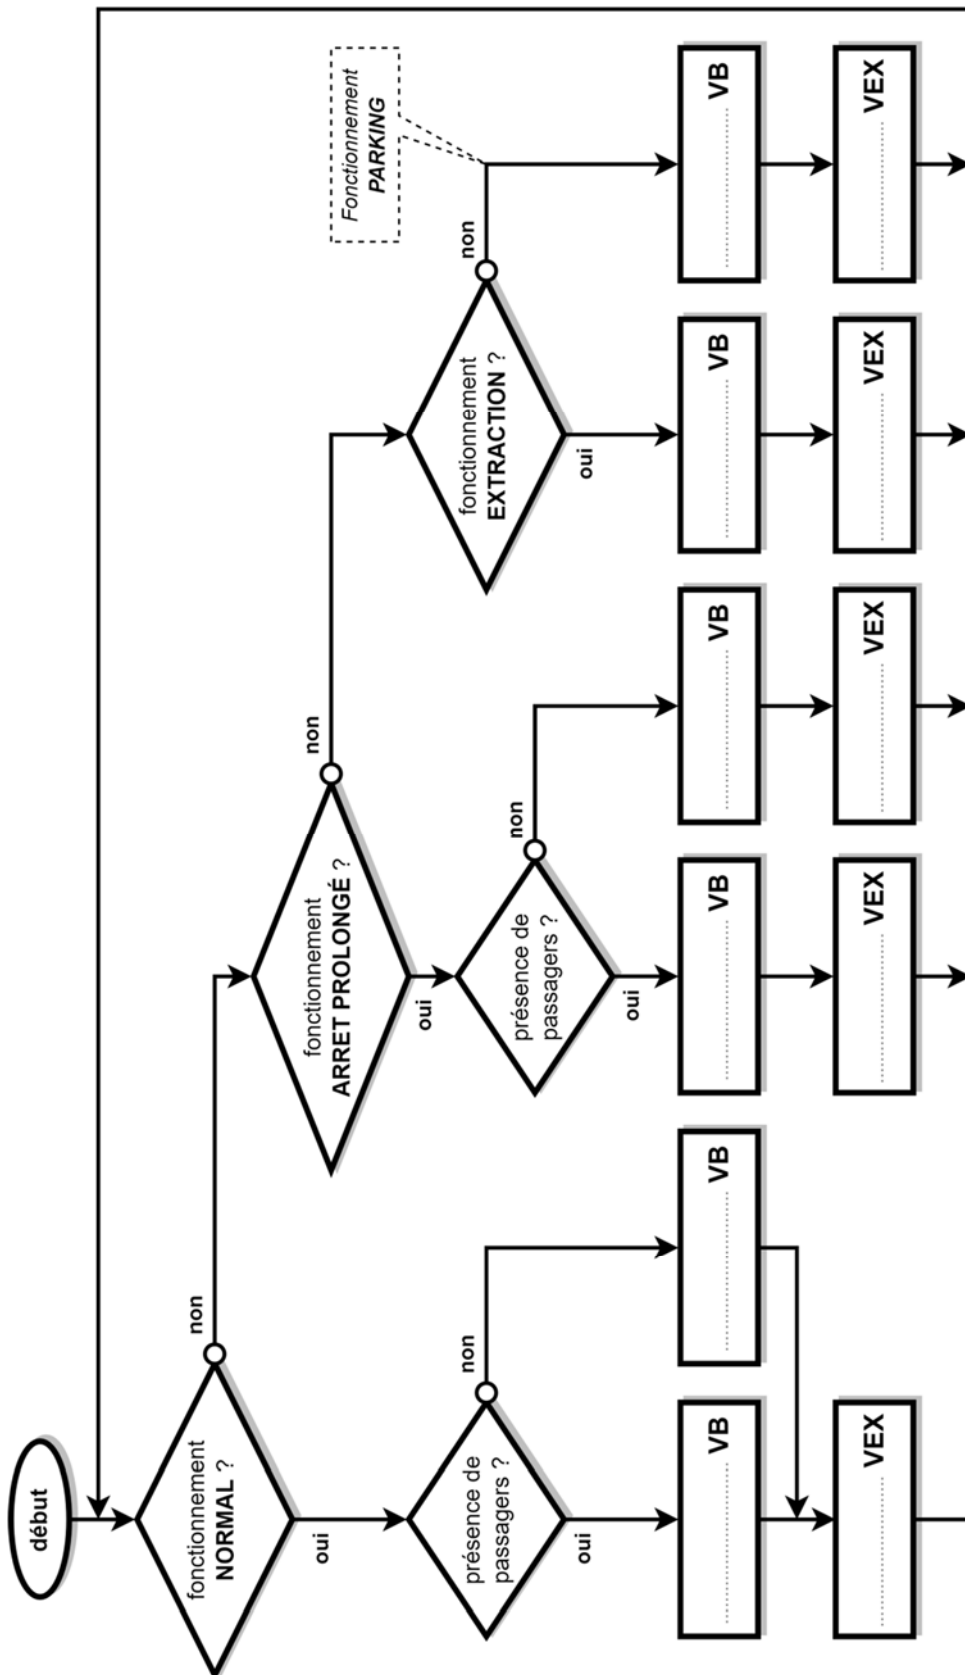 début
fonctionnement
NORMAL ?
non
oui
présence de
passagers ?
non
oui
VB
VB
VEX
fonctionnement
ARRET PROLONGÉ ?
non
oui
présence de
passagers ?
non
oui
VB
VEX
VB
VEX
fonctionnement
EXTRACTION ?
non
oui
Fonctionnement
PARKING
VB
VEX
VB
VEX